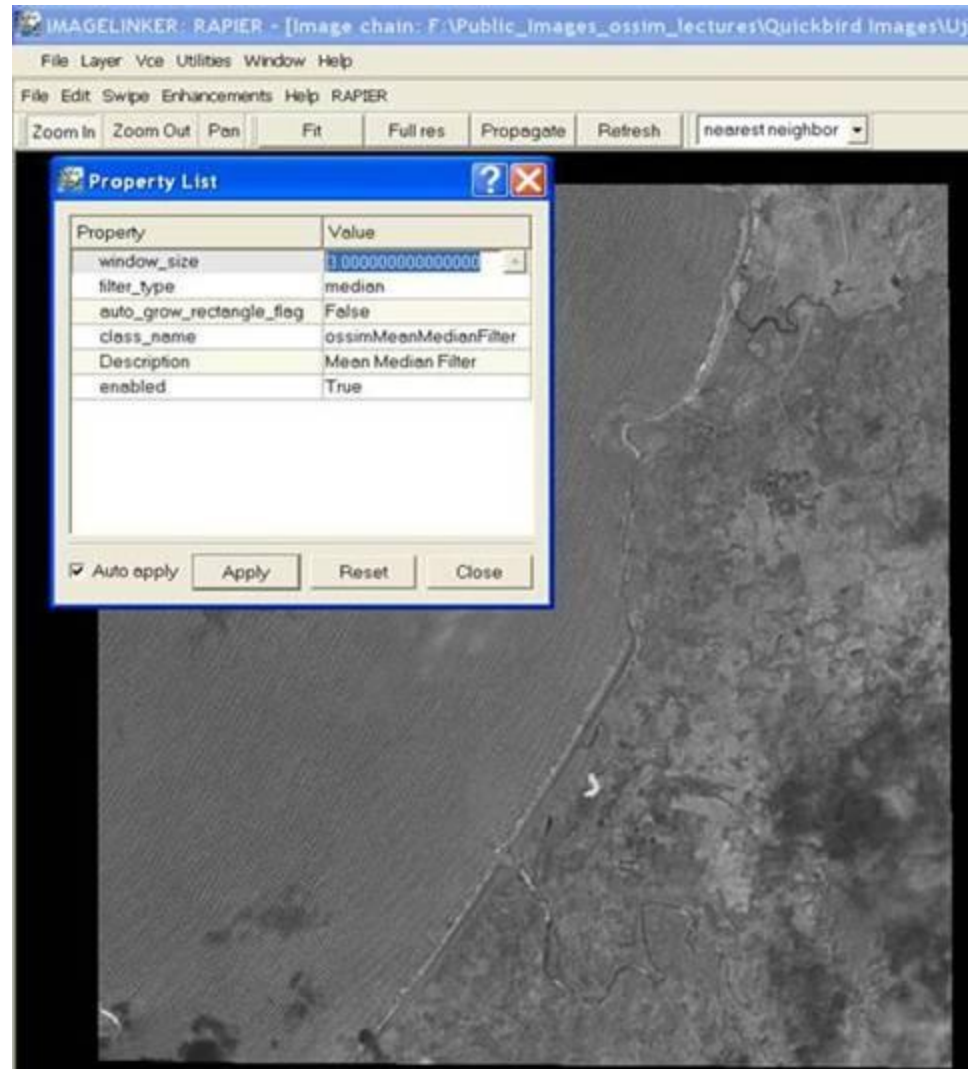 IMAGELINKER: RAPIER - [Image chain: F:\Public_Images_ossim_lectures\Quickbird Images\Uj
File Layer Vce Utilities Window Help
File Edit Swipe Enhancements Help RAPIER
Zoom In Zoom Out Pan Fit Full res Propagate Refresh nearest neighbor
Property List
Property Value
window_size 3.000000000000000
filter_type median
auto_grow_rectangle_flag False
class_name ossimMeanMedianFilter
Description Mean Median Filter
enabled True
Auto apply Apply Reset Close